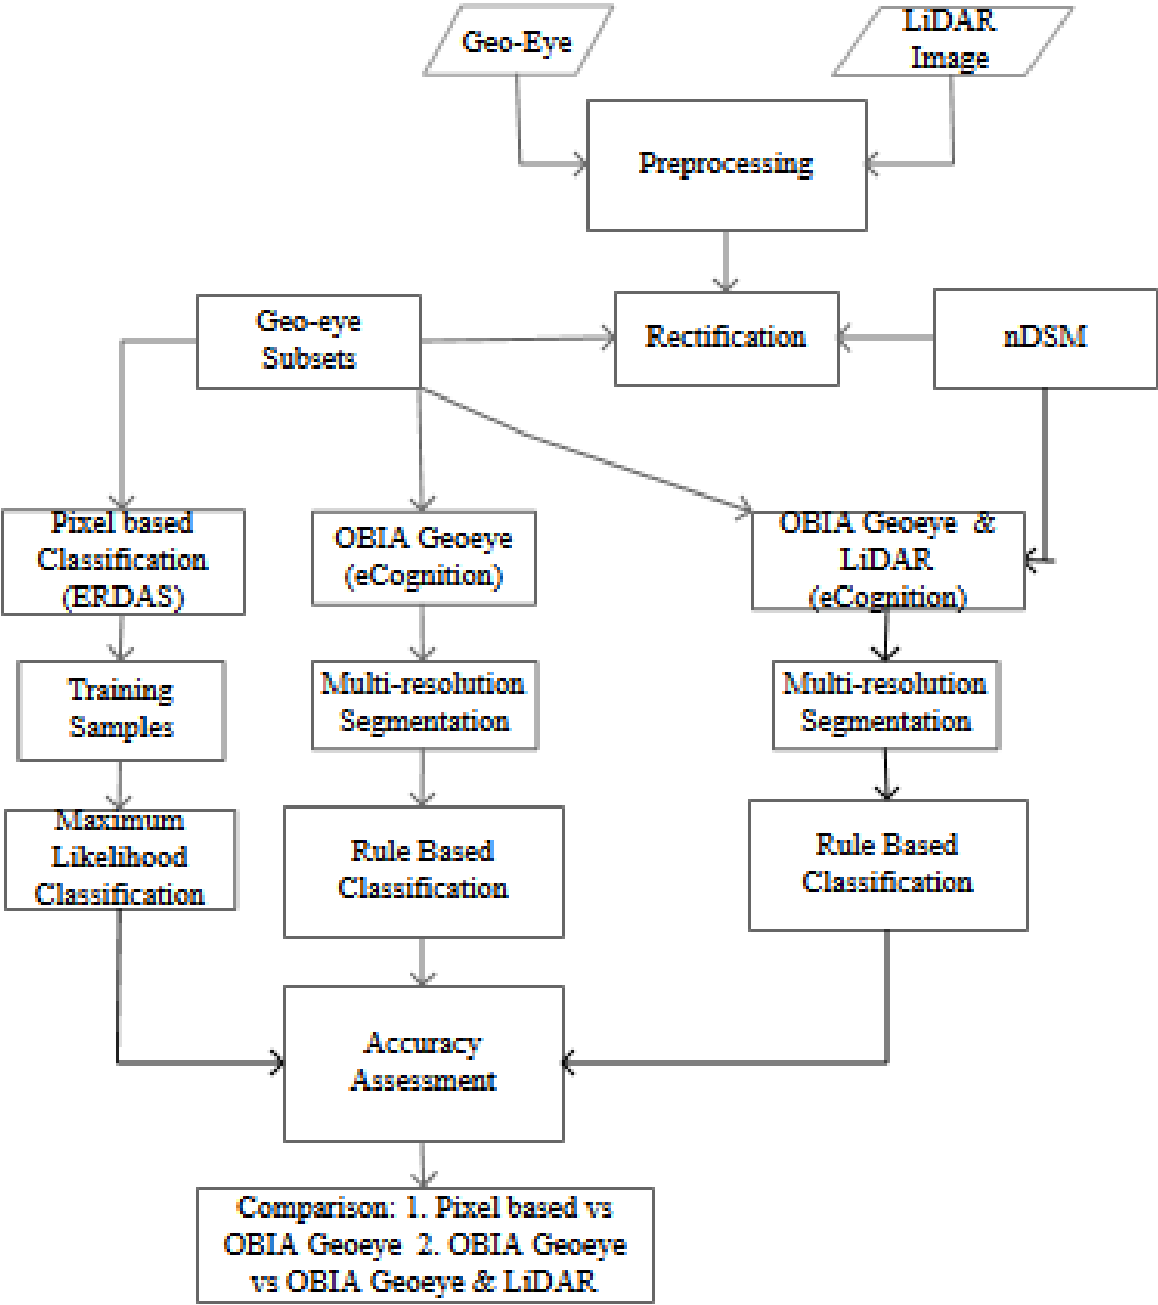 Geo-Eye
LiDAR
Image
Preprocessing
Geo-eye
Subsets
Rectification
nDSM
Pixel based
Classification
(ERDAS)
OBIA Geoeye
(eCognition)
OBIA Geoeye &
LiDAR
(eCognition)
Training
Samples
Multi-resolution
Segmentation
Multi-resolution
Segmentation
Maximum
Likelihood
Classification
Rule Based
Classification
Rule Based
Classification
Accuracy
Assessment
Comparison: 1. Pixel based vs
OBIA Geoeye 2. OBIA Geoeye
vs OBIA Geoeye & LiDAR